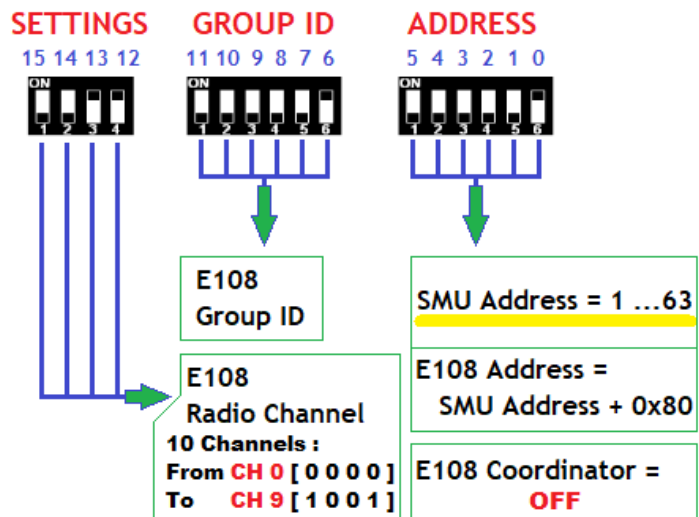 SETTINGS GROUP ID ADDRESS
15 14 13 12 11 10 9 8 7 6 5 4 3 2 1 0
ON ON ON
1 2 3 4 1 2 3 4 5 6 1 2 3 4 5 6
E108
Group ID
SMU Address = 1 ...63
E108 Address =
SMU Address + 0x80
E108
Radio Channel
10 Channels :
From CH 0 [ 0 0 0 0 ]
To CH 9 [ 1 0 0 1 ]
E108 Coordinator =
OFF